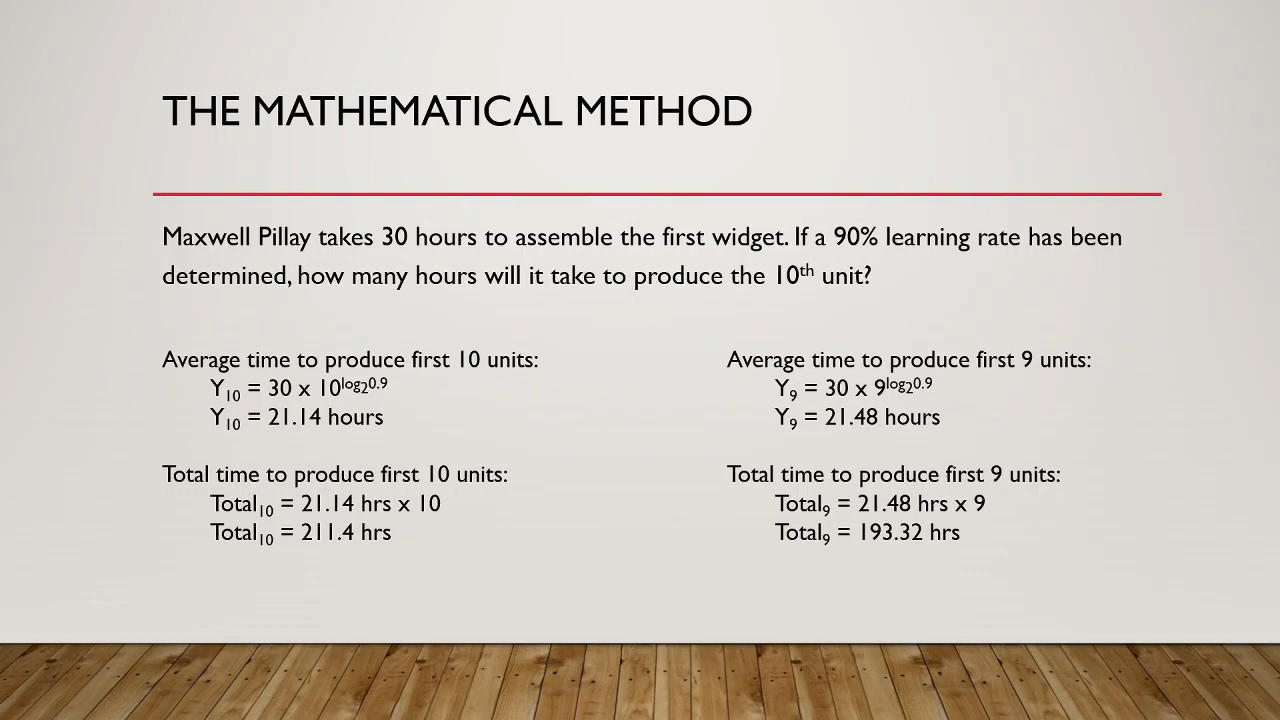 THE MATHEMATICAL METHOD
Maxwell Pillay takes 30 hours to assemble the first widget. If a 90% learning rate has been
determined, how many hours will it take to produce the 10th unit?
Average time to produce first 10 units:
Y10 = 30 x 10log20.9
Y10 = 21.14 hours
Total time to produce first 10 units:
Total10 = 21.14 hrs x 10
Total10 = 211.4 hrs
Average time to produce first 9 units:
Y9 = 30 x 9log20.9
Y9 = 21.48 hours
Total time to produce first 9 units:
Total9 = 21.48 hrs x 9
Total9 = 193.32 hrs